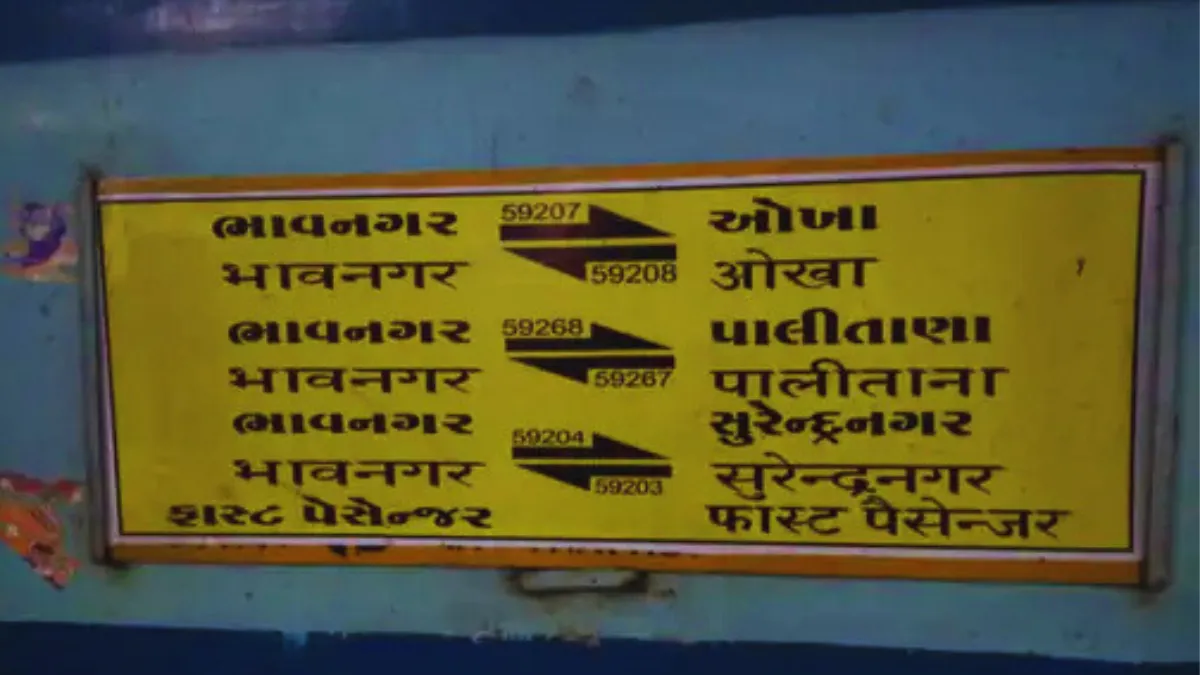 ભાવનગર 59207 ઓખા
भावनगर 59208 ओखा
ભાવનગર 59268 પાલીતાણા
भावनगर 59267 पालीताना
ભાવનગર 59204 સુરેન્દ્રનગર
भावनगर 59203 सुरेन्द्रनगर
ફાસ્ટ પેસેન્જર फास्ट पैसेन्जर